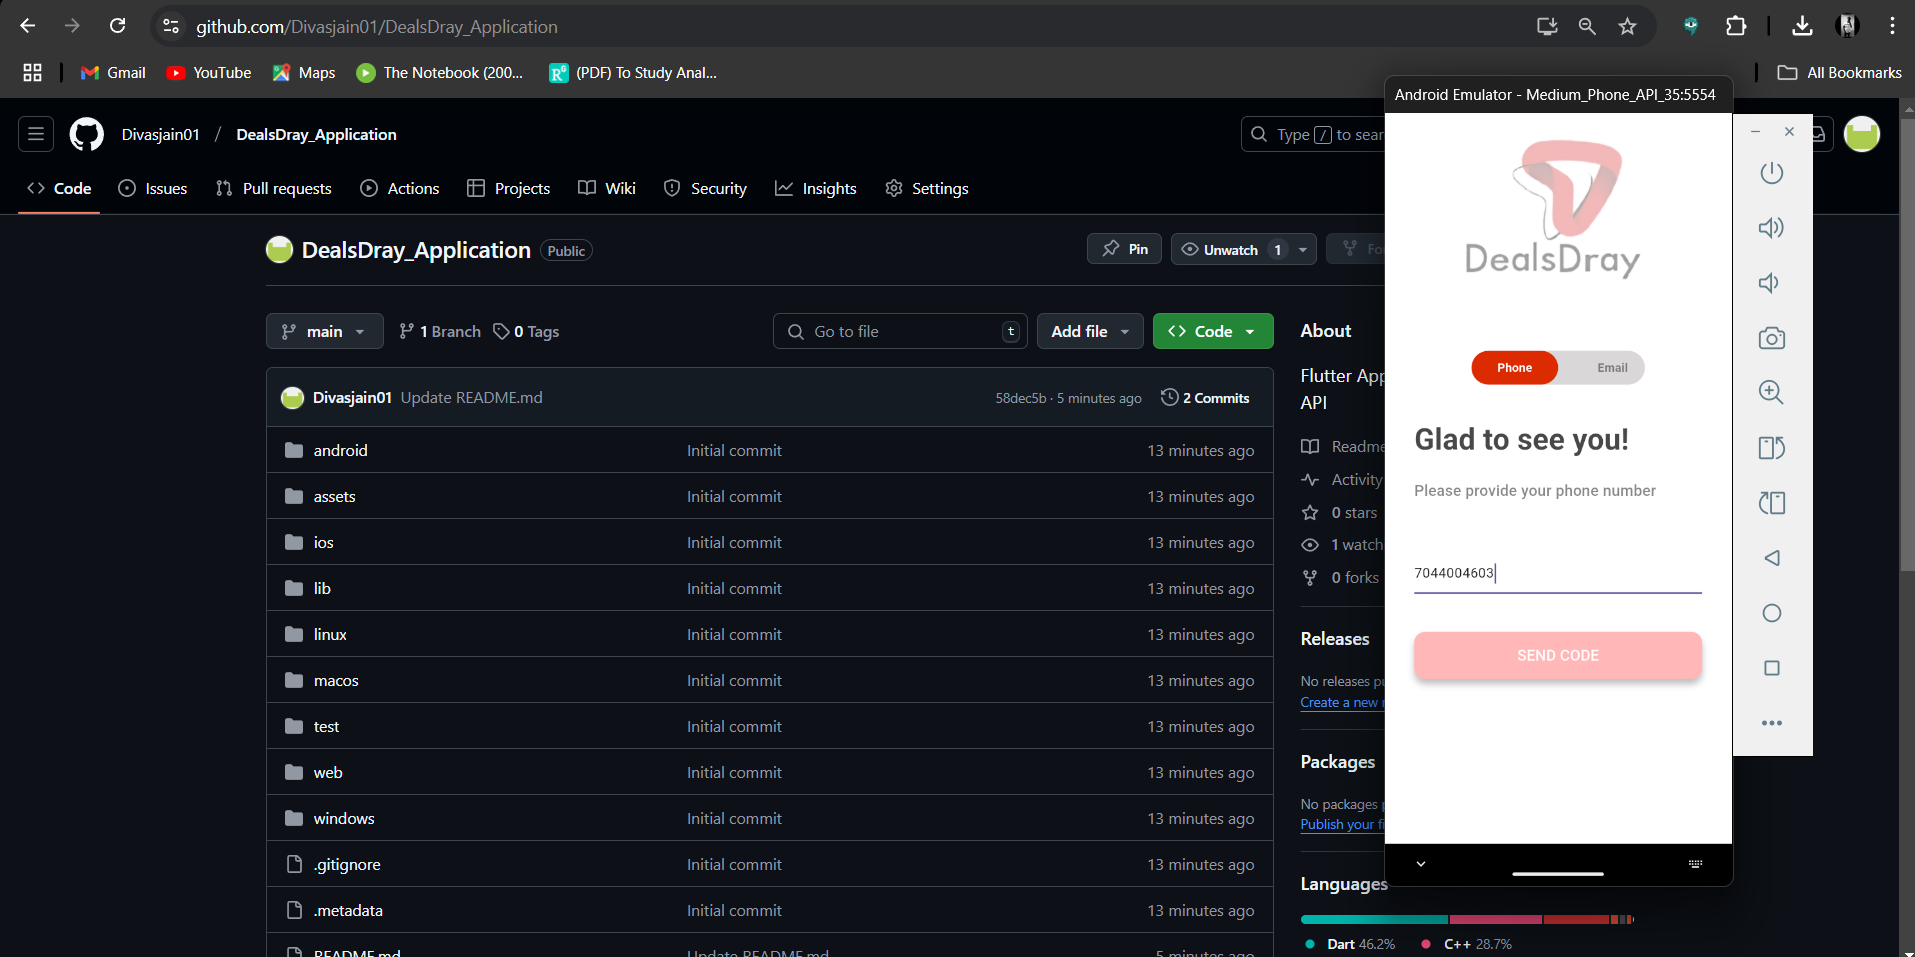 github.com/Divasjain01/DealsDray_Application
Gmail YouTube Maps The Notebook (200... (PDF) To Study Anal... All Bookmarks
Divasjain01 / DealsDray_Application
Type / to sear
Code Issues Pull requests Actions Projects Wiki Security Insights Settings
DealsDray_Application Public
Pin Unwatch 1 Fo
main 1 Branch 0 Tags Go to file t Add file Code
Divasjain01 Update README.md 58dec5b · 5 minutes ago 2 Commits
android Initial commit 13 minutes ago
assets Initial commit 13 minutes ago
ios Initial commit 13 minutes ago
lib Initial commit 13 minutes ago
linux Initial commit 13 minutes ago
macos Initial commit 13 minutes ago
test Initial commit 13 minutes ago
web Initial commit 13 minutes ago
windows Initial commit 13 minutes ago
.gitignore Initial commit 13 minutes ago
.metadata Initial commit 13 minutes ago
README.md Update README.md 5 minutes ago
About
Flutter App
API
Readme
Activity
0 stars
1 watch
0 forks
Releases
No releases pu
Create a new r
Packages
No packages p
Publish your fi
Languages
Dart 46.2% C++ 28.7%
Android Emulator - Medium_Phone_API_35:5554
DealsDray
Phone Email
Glad to see you!
Please provide your phone number
7044004603
SEND CODE